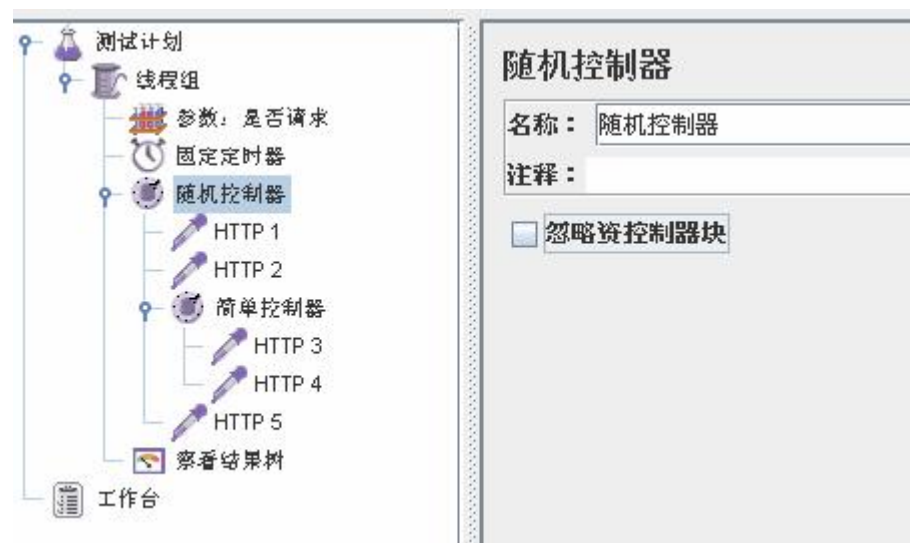 测试计划
线程组
参数：是否请求
固定定时器
随机控制器
HTTP 1
HTTP 2
简单控制器
HTTP 3
HTTP 4
HTTP 5
察看结果树
工作台
随机控制器
名称： 随机控制器
注释：
忽略资控制器块